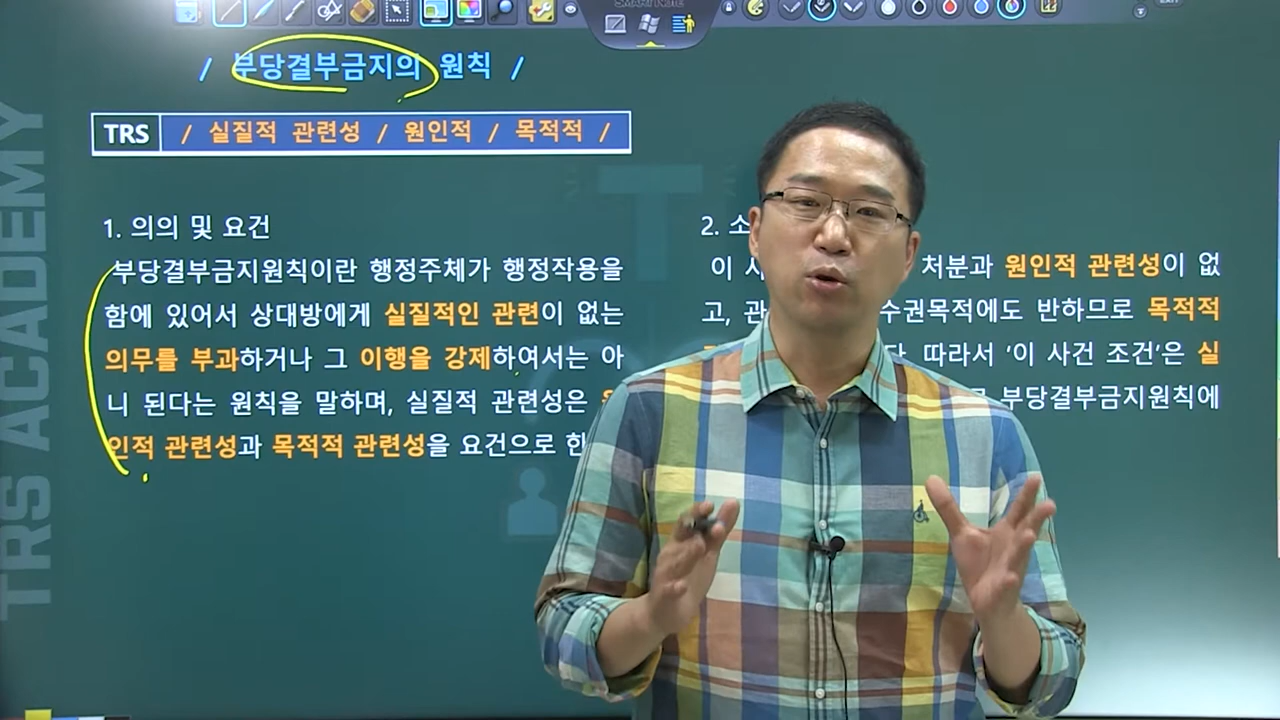 / 부당결부금지의 원칙 /
TRS / 실질적 관련성 / 원인적 / 목적적 /
1. 의의 및 요건
부당결부금지원칙이란 행정주체가 행정작용을
함에 있어서 상대방에게 실질적인 관련이 없는
의무를 부과하거나 그 이행을 강제하여서는 아
니 된다는 원칙을 말하며, 실질적 관련성은
인적 관련성과 목적적 관련성을 요건으로 한
2. 소
이 사 처분과 원인적 관련성이 없
고, 관 수권목적에도 반하므로 목적적
따라서 '이 사건 조건'은 실
부당결부금지원칙에
TRS ACADEMY